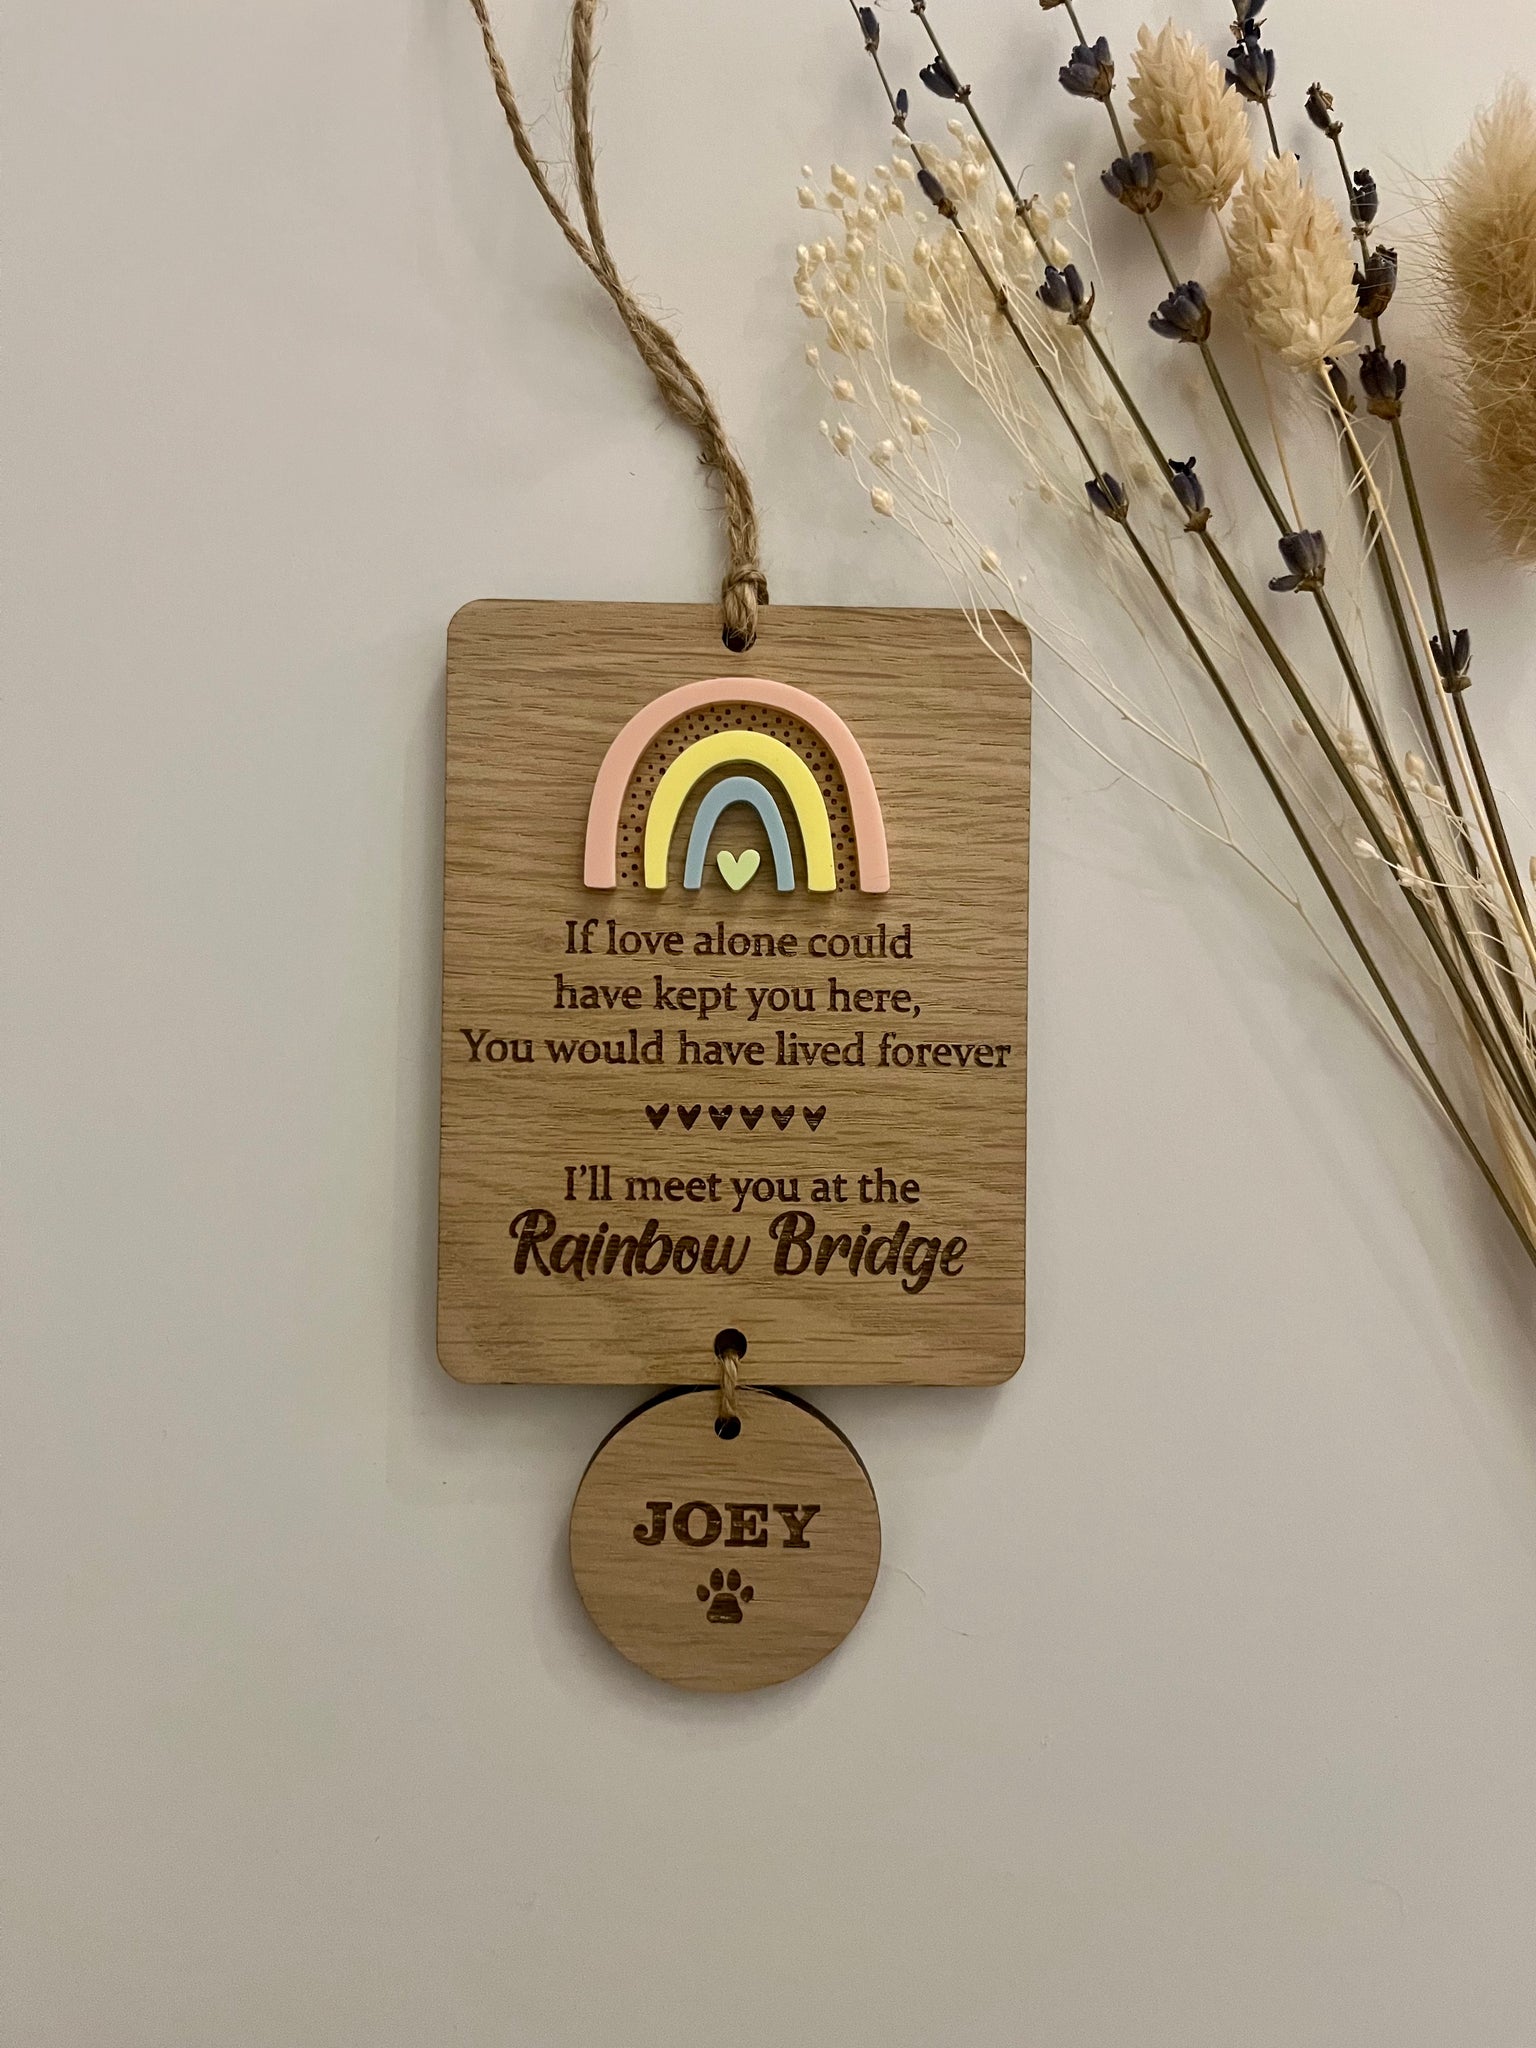 If love alone could
have kept you here,
You would have lived forever
I'll meet you at the
Rainbow Bridge
JOEY